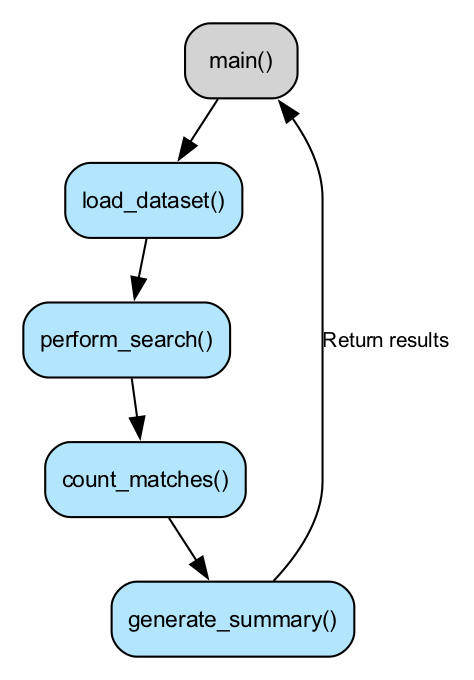 main()
load_dataset()
perform_search()
Return results
count_matches()
generate_summary()